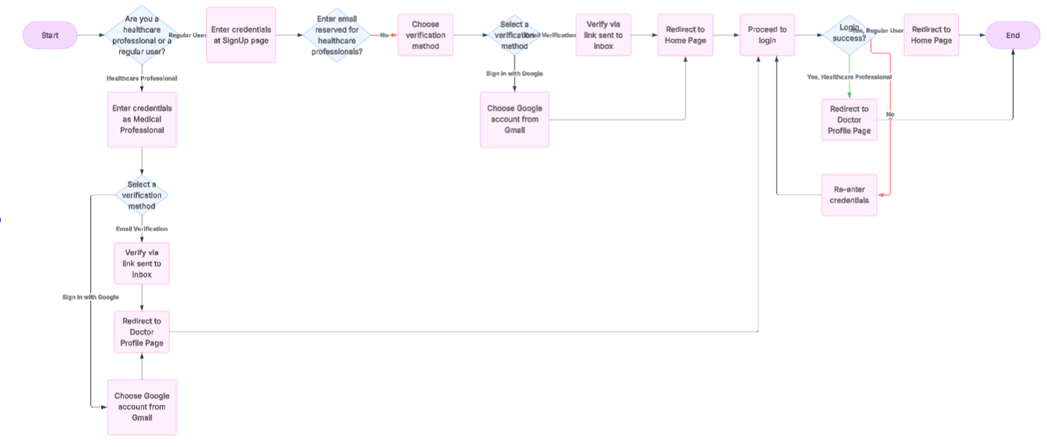 Start
Are you a
healthcare
professional or a
regular user?
Regular User
Enter credentials
at SignUp page
Enter email
reserved for
healthcare
professionals?
No
Choose
verification
method
Select a
verification
method
Email Verification
Verify via
link sent to
inbox
Redirect to
Home Page
Proceed to
login
Login
success?
Yes, Regular User
Redirect to
Home Page
End
Healthcare Professional
Sign in with Google
Yes, Healthcare Professional
Enter credentials
as Medical
Professional
Choose Google
account from
Gmail
Redirect to
Doctor
Profile Page
No
Select a
verification
method
Re-enter
credentials
Email Verification
Verify via
link sent to
inbox
Sign in with Google
Redirect to
Doctor
Profile Page
Choose Google
account from
Gmail